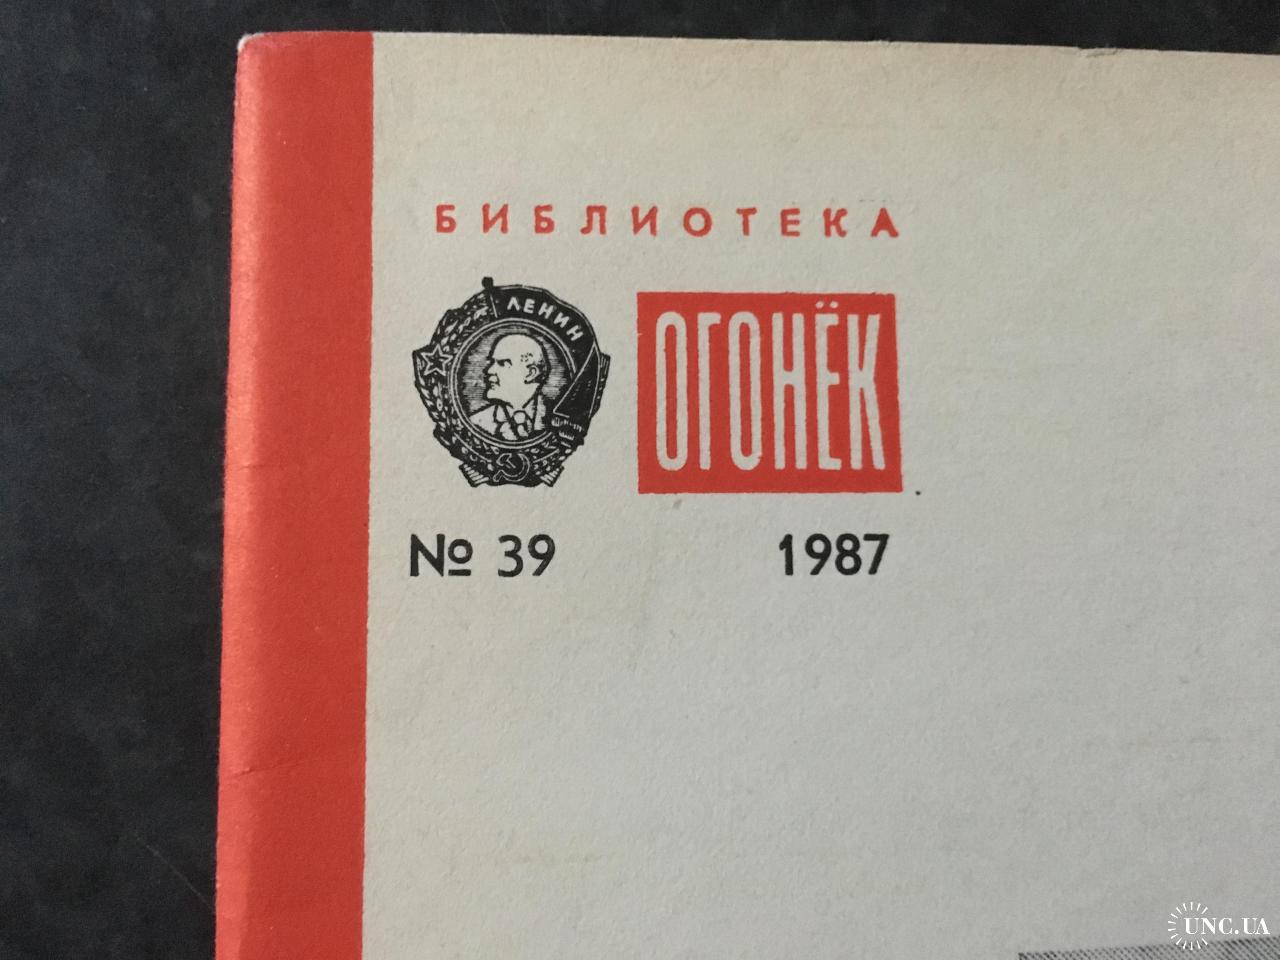 БИБЛИОТЕКА
ЛЕНИН
ОГОНЁК
№ 39 1987
UNC.UA